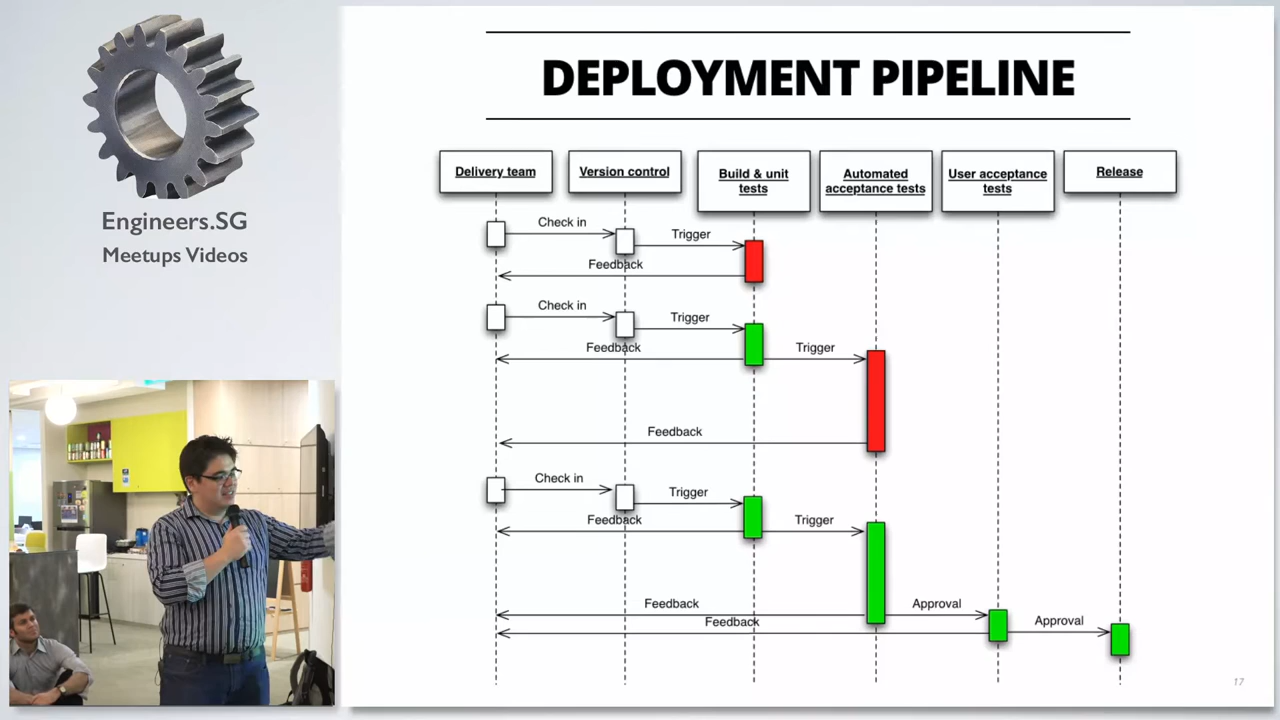 Engineers.SG
Meetups Videos
DEPLOYMENT PIPELINE
Delivery team
Version control
Build & unit
tests
Automated
acceptance tests
User acceptance
tests
Release
Check in
Trigger
Feedback
Check in
Trigger
Feedback
Trigger
Feedback
Check in
Trigger
Feedback
Trigger
Feedback
Approval
Feedback
Approval
17